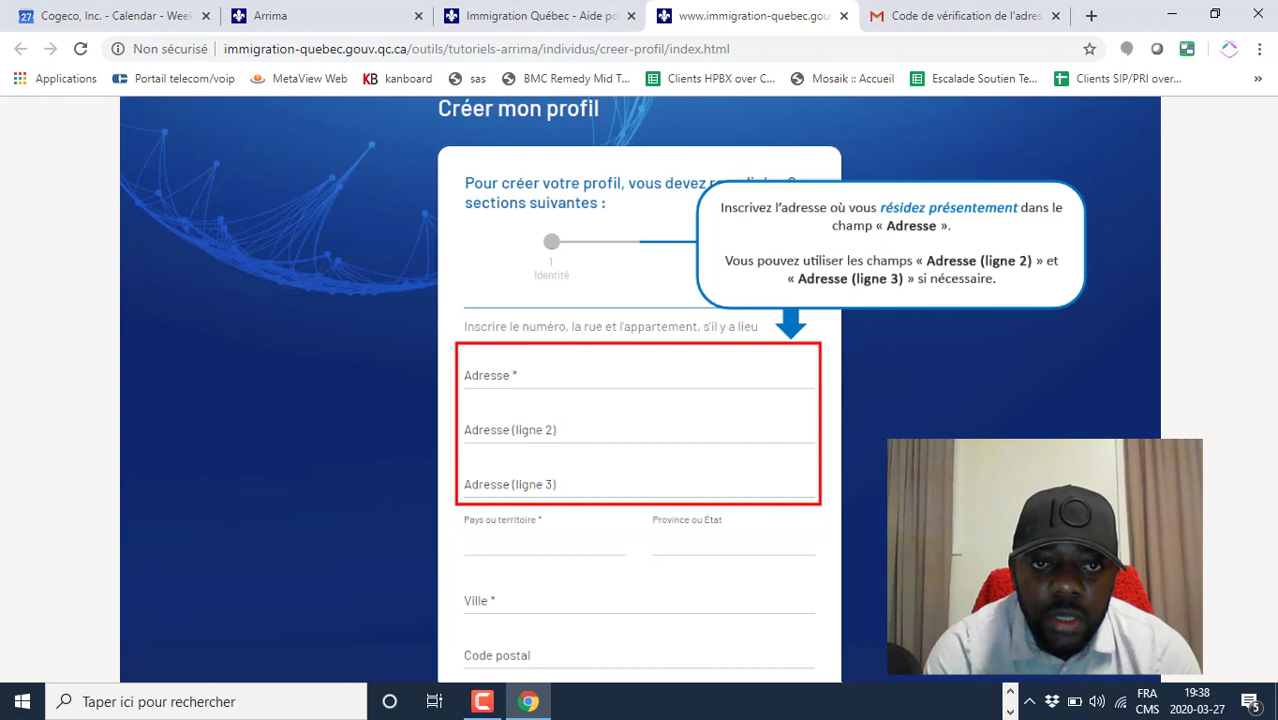 Cogeco, Inc. - Calendar - Week
Arrima
Immigration Québec - Aide po
www.immigration-quebec.gou
Code de vérification de l'adres
Non sécurisé
immigration-quebec.gouv.qc.ca/outils/tutoriels-arrima/individus/creer-profil/index.html
Applications
Portail telecom/voip
MetaView Web
KB kanboard
sas
BMC Remedy Mid T...
Clients HPBX over C...
Mosaik :: Accueil
Escalade Soutien Te...
Clients SIP/PRI over...
»
Créer mon profil
Pour créer votre profil, vous devez
sections suivantes :
1
Identité
Inscrivez l'adresse où vous résidez présentement dans le
champ « Adresse ».
Vous pouvez utiliser les champs « Adresse (ligne 2) » et
« Adresse (ligne 3) » si nécessaire.
Inscrire le numéro, la rue et l'appartement, s'il y a lieu
Adresse *
Adresse (ligne 2)
Adresse (ligne 3)
Pays ou territoire *
Province ou État
Ville *
Code postal
10
Taper ici pour rechercher
FRA
CMS
19:38
2020-03-27
5